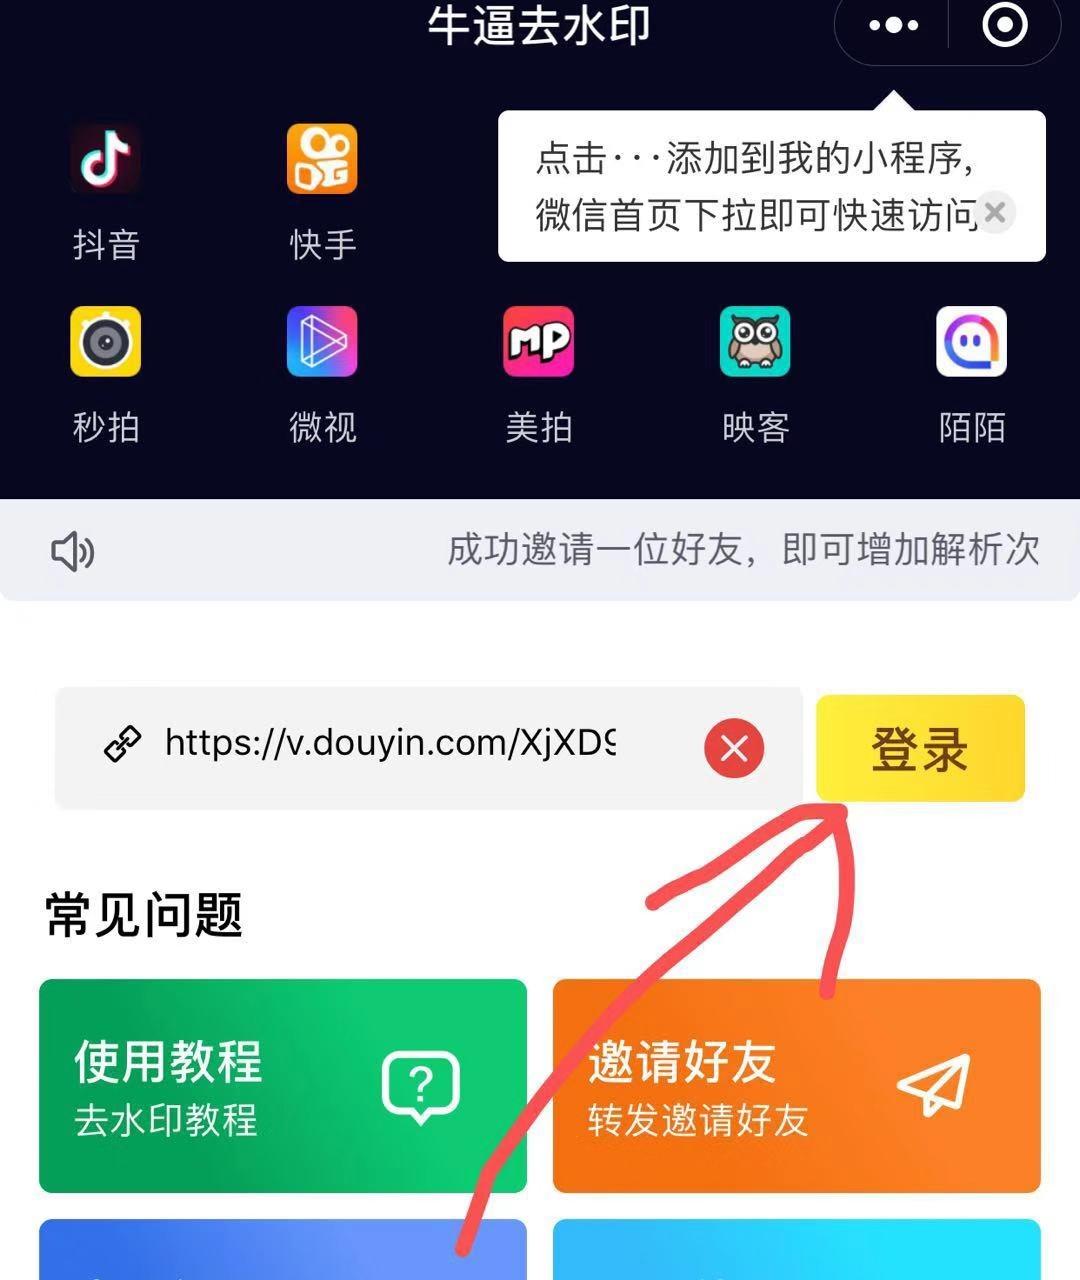 牛逼去水印
点击···添加到我的小程序,
微信首页下拉即可快速访问
抖音
快手
秒拍
微视
美拍
映客
陌陌
成功邀请一位好友，即可增加解析次
https://v.douyin.com/XjXD
登录
常见问题
使用教程
去水印教程
邀请好友
转发邀请好友